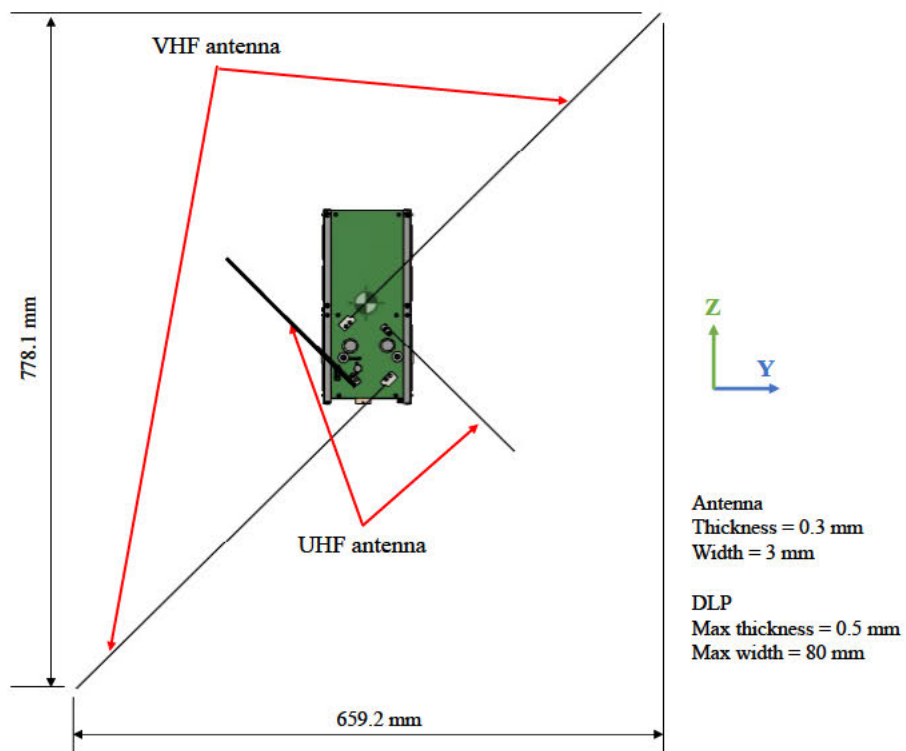 VHF antenna
778.1 mm
Z
Y
UHF antenna
Antenna
Thickness = 0.3 mm
Width = 3 mm
DLP
Max thickness = 0.5 mm
Max width = 80 mm
659.2 mm